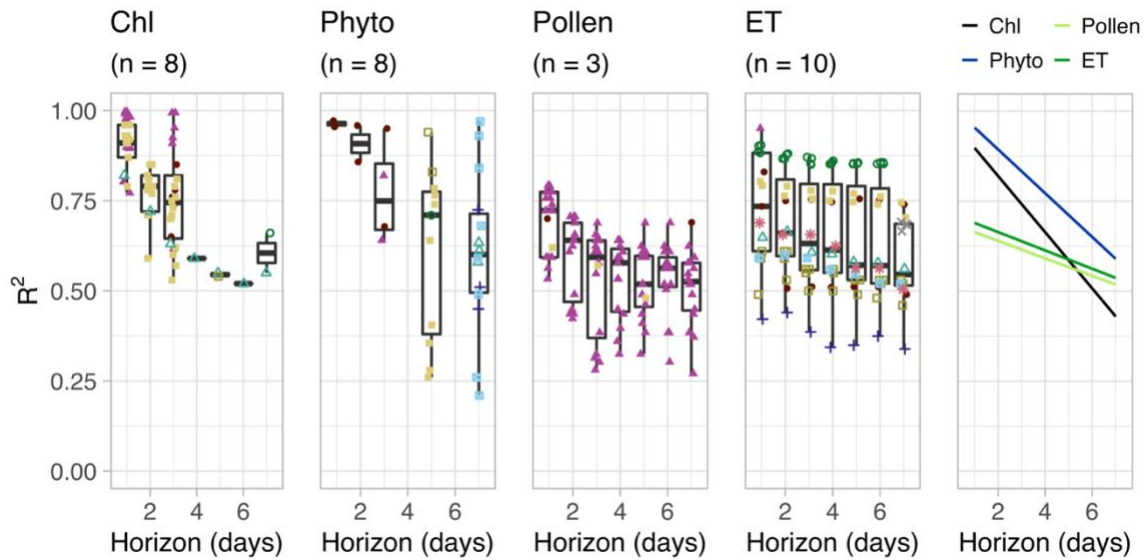 Chl
(n = 8)
Phyto
(n = 8)
Pollen
(n = 3)
ET
(n = 10)
Chl Pollen
Phyto ET
R²
1.00
0.75
0.50
0.25
0.00
2 4 6
2 4 6
2 4 6
2 4 6
2 4 6
Horizon (days)
Horizon (days)
Horizon (days)
Horizon (days)
Horizon (days)